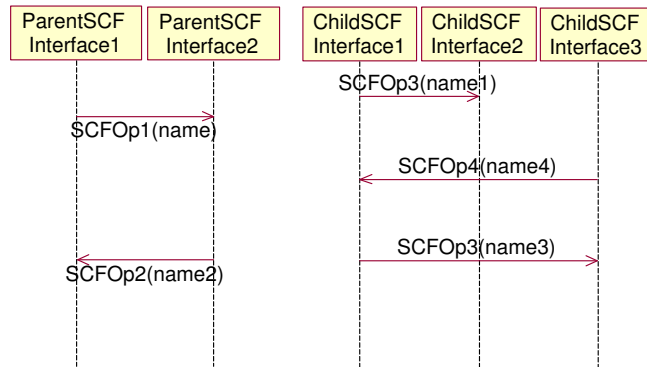 ParentSCF
Interface1
ParentSCF
Interface2
ChildSCF
Interface1
ChildSCF
Interface2
ChildSCF
Interface3
SCFOp3(name1)
SCFOp1(name)
SCFOp4(name4)
SCFOp3(name3)
SCFOp2(name2)